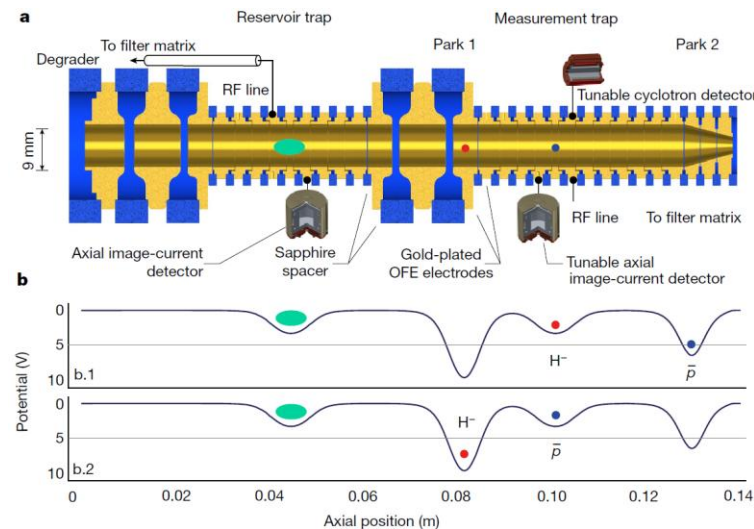 a
Reservoir trap
Measurement trap
To filter matrix
Park 1
Park 2
Degrader
RF line
Tunable cyclotron detector
9 mm
RF line
To filter matrix
Axial image-current
detector
Sapphire
spacer
Gold-plated
OFE electrodes
Tunable axial
image-current detector
b
0
5
10
b.1
H⁻
p̄
Potential (V)
0
5
10
b.2
H⁻
p̄
0
0.02
0.04
0.06
0.08
0.10
0.12
0.14
Axial position (m)